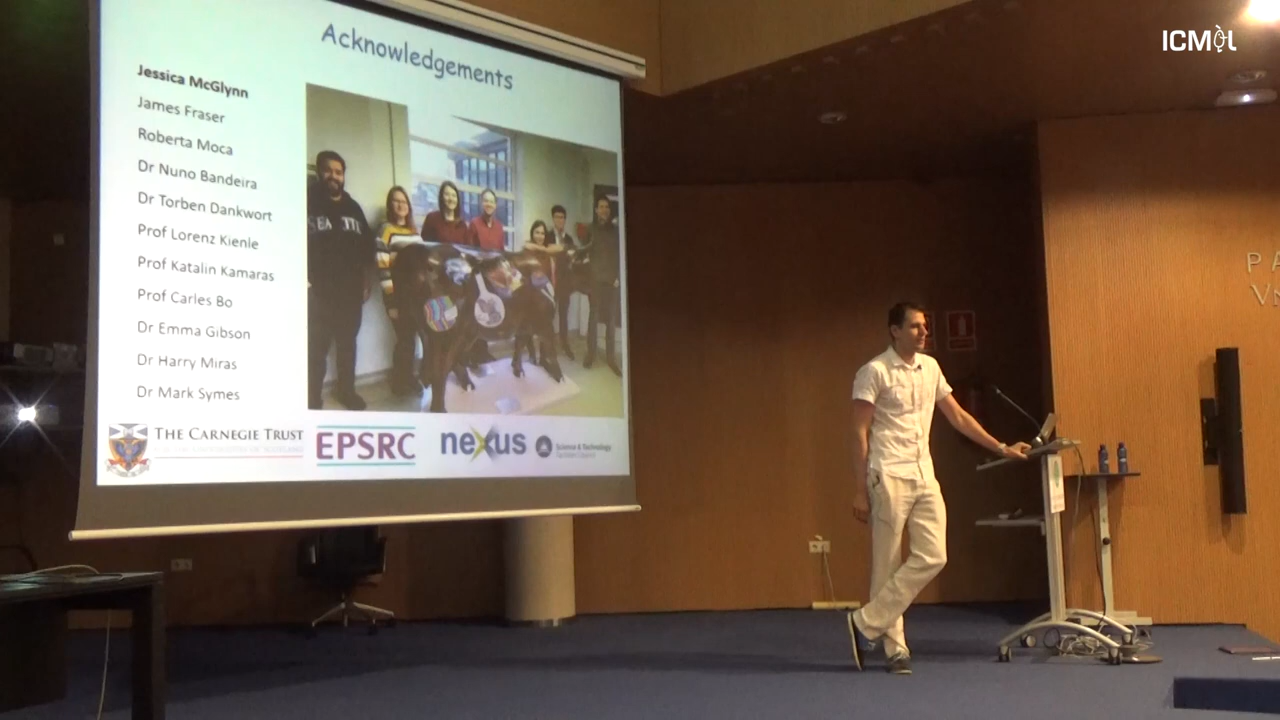 ICMOL
Acknowledgements
Jessica McGlynn
James Fraser
Roberta Moca
Dr Nuno Bandeira
Dr Torben Dankwort
Prof Lorenz Kienle
Prof Katalin Kamaras
Prof Carles Bo
Dr Emma Gibson
Dr Harry Miras
Dr Mark Symes
THE CARNEGIE TRUST
EPSRC
nexus
Science & Technology